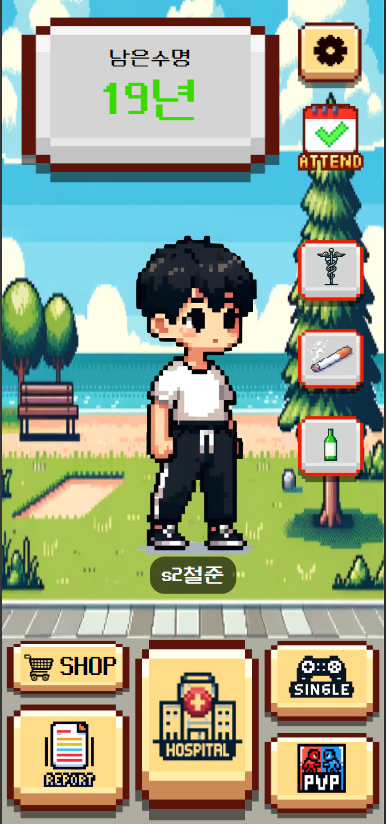 남은수명
19년
ATTEND
s2철준
SHOP
SINGLE
HOSPITAL
REPORT
PVP